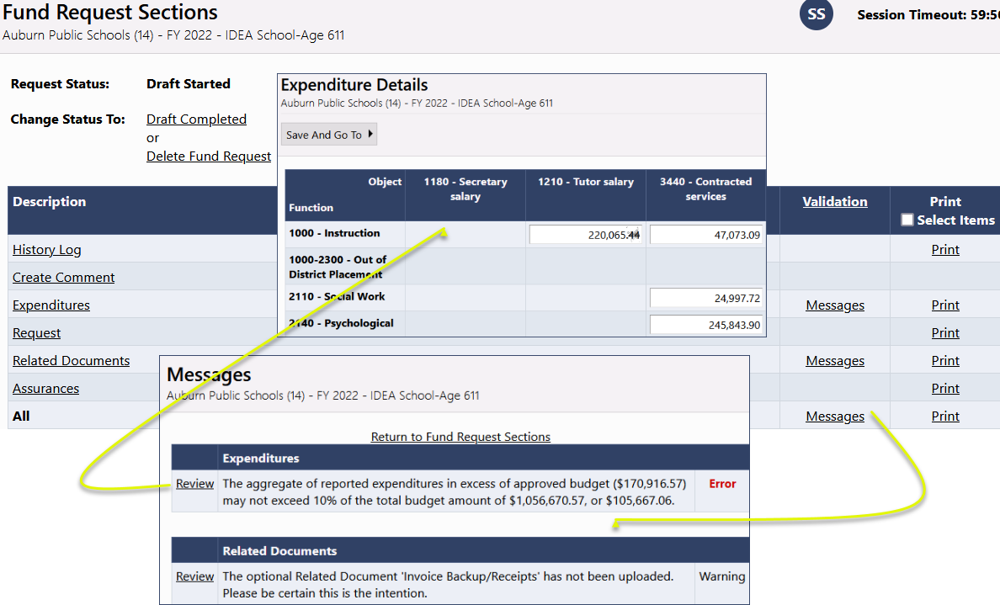 Fund Request Sections
SS
Session Timeout: 59:5
Auburn Public Schools (14) - FY 2022 - IDEA School-Age 611
Request Status:
Draft Started
Change Status To:
Draft Completed
or
Delete Fund Request
Description
Validation
Print
Select Items
History Log
Print
Create Comment
Expenditures
Messages
Print
Request
Print
Related Documents
Messages
Print
Assurances
Print
All
Messages
Print
Expenditure Details
Auburn Public Schools (14) - FY 2022 - IDEA School-Age 611
Save And Go To
Object
Function
1180 - Secretary
salary
1210 - Tutor salary
3440 - Contracted
services
1000 - Instruction
220,065.44
47,073.09
1000-2300 - Out of
District Placement
2110 - Social Work
24,997.72
2140 - Psychological
245,843.90
Messages
Auburn Public Schools (14) - FY 2022 - IDEA School-Age 611
Return to Fund Request Sections
Expenditures
Review
The aggregate of reported expenditures in excess of approved budget ($170,916.57)
may not exceed 10% of the total budget amount of $1,056,670.57, or $105,667.06.
Error
Related Documents
Review
The optional Related Document 'Invoice Backup/Receipts' has not been uploaded.
Please be certain this is the intention.
Warning